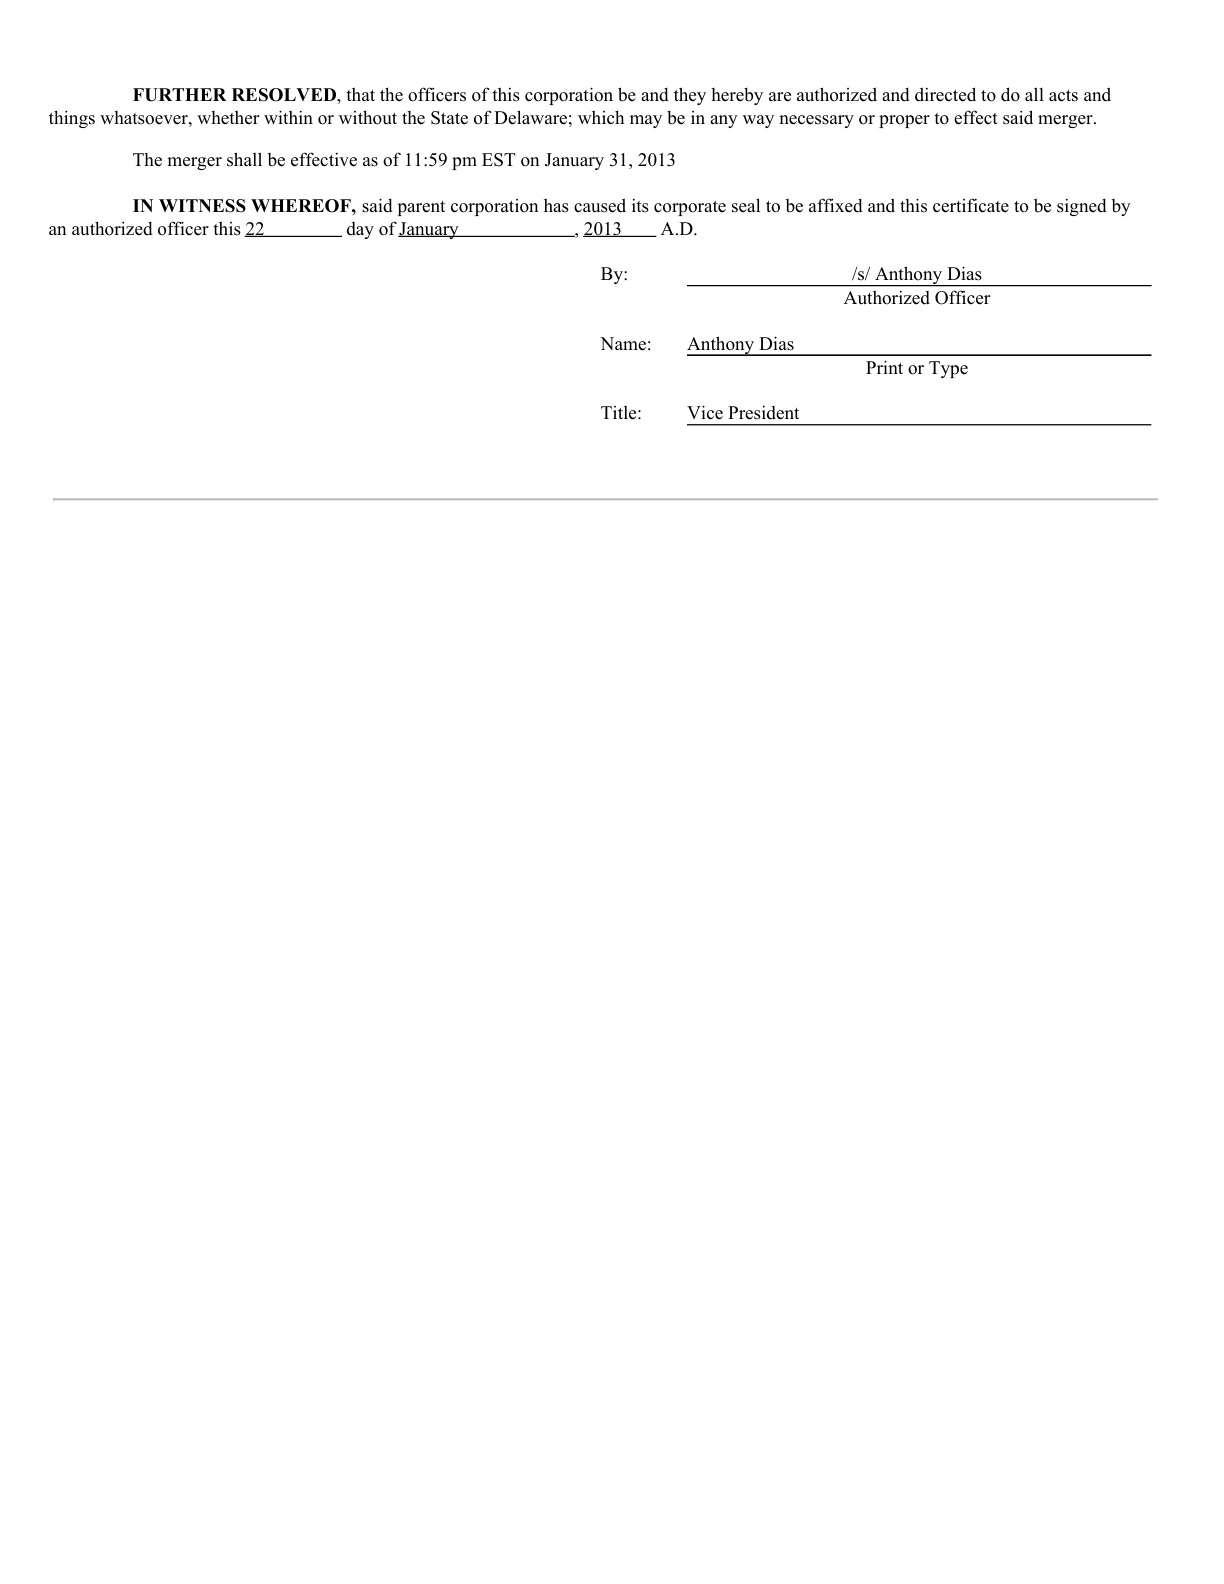 FURTHER RESOLVED, that the officers of this corporation be and they hereby are authorized and directed to do all acts and
things whatsoever, whether within or without the State of Delaware; which may be in any way necessary or proper to effect said merger.
The merger shall be effective as of 11:59 pm EST on January 31, 2013
IN WITNESS WHEREOF, said parent corporation has caused its corporate seal to be affixed and this certificate to be signed by
an authorized officer this 22 day of January , 2013 A.D.
By: /s/ Anthony Dias
Authorized Officer
Name: Anthony Dias
Print or Type
Title: Vice President